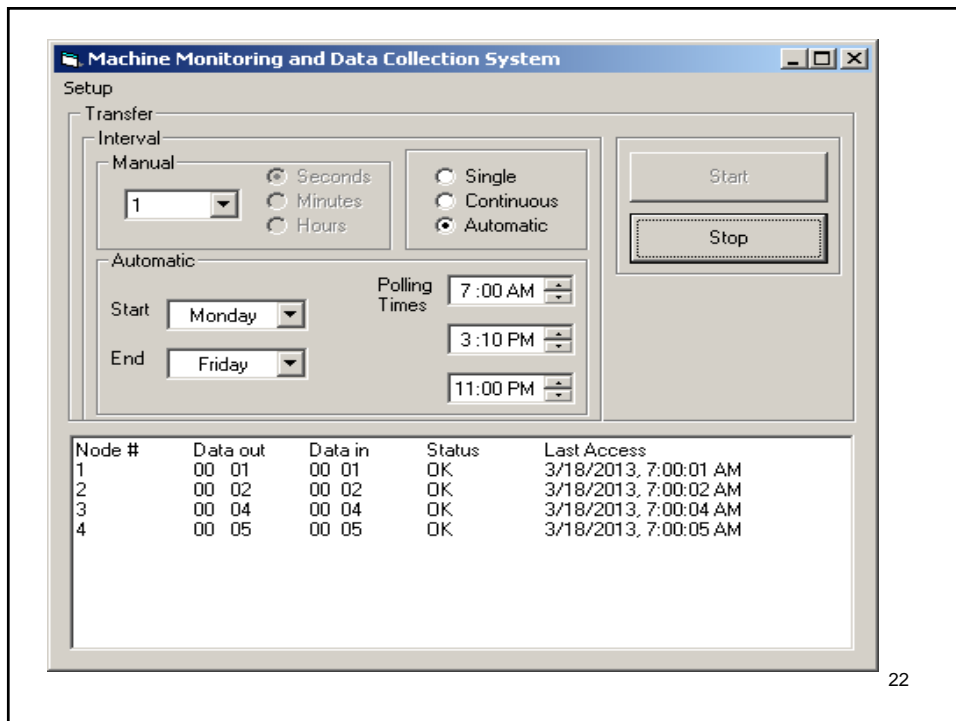 Machine Monitoring and Data Collection System
Setup
Transfer
Interval
Manual
1
Seconds
Minutes
Hours
Single
Continuous
Automatic
Start
Stop
Automatic
Start Monday
End Friday
Polling
Times
7:00 AM
3:10 PM
11:00 PM
Node # Data out Data in Status Last Access
1 00 01 00 01 OK 3/18/2013, 7:00:01 AM
2 00 02 00 02 OK 3/18/2013, 7:00:02 AM
3 00 04 00 04 OK 3/18/2013, 7:00:04 AM
4 00 05 00 05 OK 3/18/2013, 7:00:05 AM
22